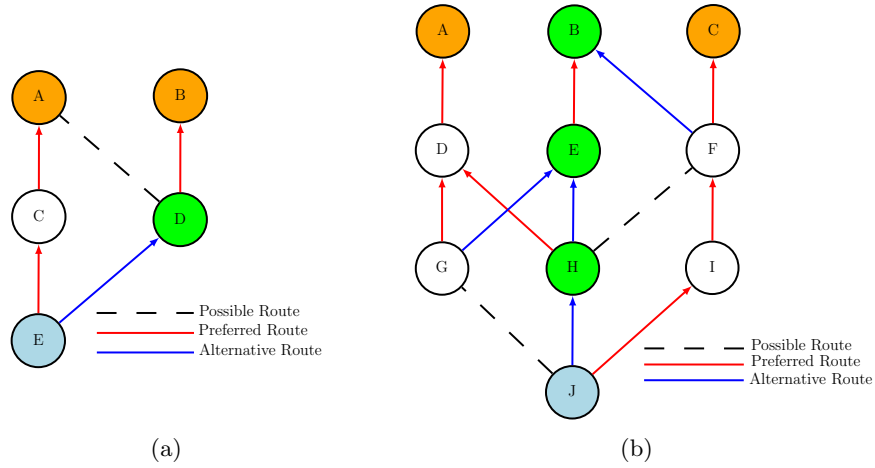 A
B
C
D
E
Possible Route
Preferred Route
Alternative Route
(a)
A
B
C
D
E
F
G
H
I
J
Possible Route
Preferred Route
Alternative Route
(b)